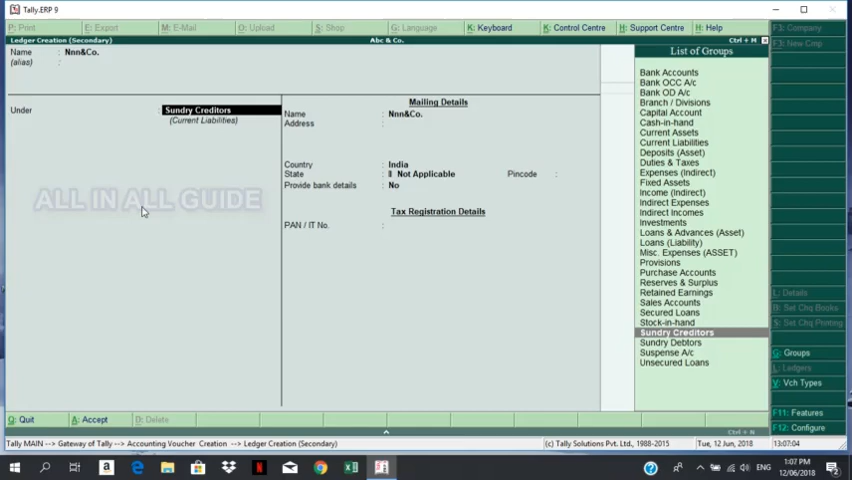 Tally.ERP 9
P: Print
E: Export
M: E-Mail
O: Upload
S: Shop
G: Language
K: Keyboard
K: Control Centre
H: Support Centre
H: Help
F3: Company
F3: New Cmp
Ledger Creation (Secondary)
Abc & Co.
Ctrl + M
Name : Nnn&Co.
(alias) :
Under : Sundry Creditors
(Current Liabilities)
Mailing Details
Name : Nnn&Co.
Address :
Country : India
State : Not Applicable Pincode :
Provide bank details : No
Tax Registration Details
PAN / IT No. :
ALL IN ALL GUIDE
List of Groups
Bank Accounts
Bank OCC A/c
Bank OD A/c
Branch / Divisions
Capital Account
Cash-in-hand
Current Assets
Current Liabilities
Deposits (Asset)
Duties & Taxes
Expenses (Indirect)
Fixed Assets
Income (Indirect)
Indirect Expenses
Indirect Incomes
Investments
Loans & Advances (Asset)
Loans (Liability)
Misc. Expenses (ASSET)
Provisions
Purchase Accounts
Reserves & Surplus
Retained Earnings
Sales Accounts
Secured Loans
Stock-in-hand
Sundry Creditors
Sundry Debtors
Suspense A/c
Unsecured Loans
L: Details
B: Set Chq Books
S: Set Chq Printing
G: Groups
L: Ledgers
V: Vch Types
F11: Features
F12: Configure
Q: Quit
A: Accept
D: Delete
Ctrl + N
Tally MAIN --> Gateway of Tally --> Accounting Voucher Creation --> Ledger Creation (Secondary)
(c) Tally Solutions Pvt. Ltd., 1988-2015
Tue, 12 Jun, 2018
13:07:04
ENG
1:07 PM
12/06/2018
2